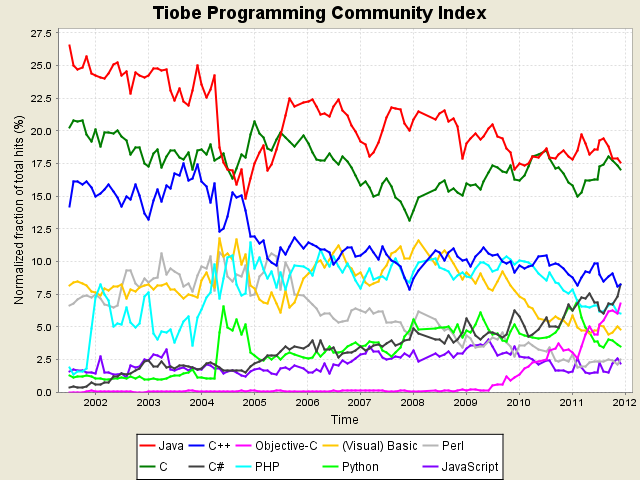 Tiobe Programming Community Index
Normalized fraction of total hits (%)
27.5
25.0
22.5
20.0
17.5
15.0
12.5
10.0
7.5
5.0
2.5
0.0
2002 2003 2004 2005 2006 2007 2008 2009 2010 2011 2012
Time
Java C++ Objective-C (Visual) Basic Perl
C C# PHP Python JavaScript